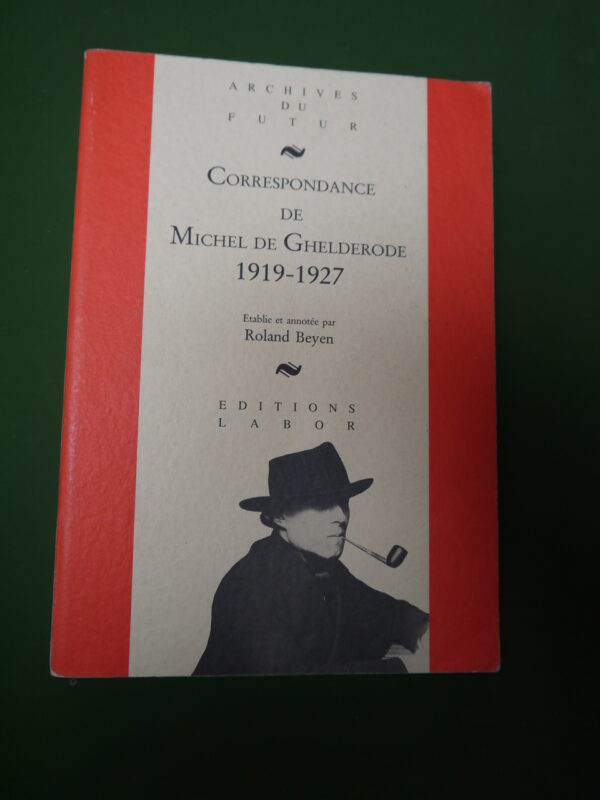 ARCHIVES
DU
FUTUR
CORRESPONDANCE
DE
MICHEL DE GHELDERODE
1919-1927
Etablie et annotée par
Roland Beyen
EDITIONS
LABOR